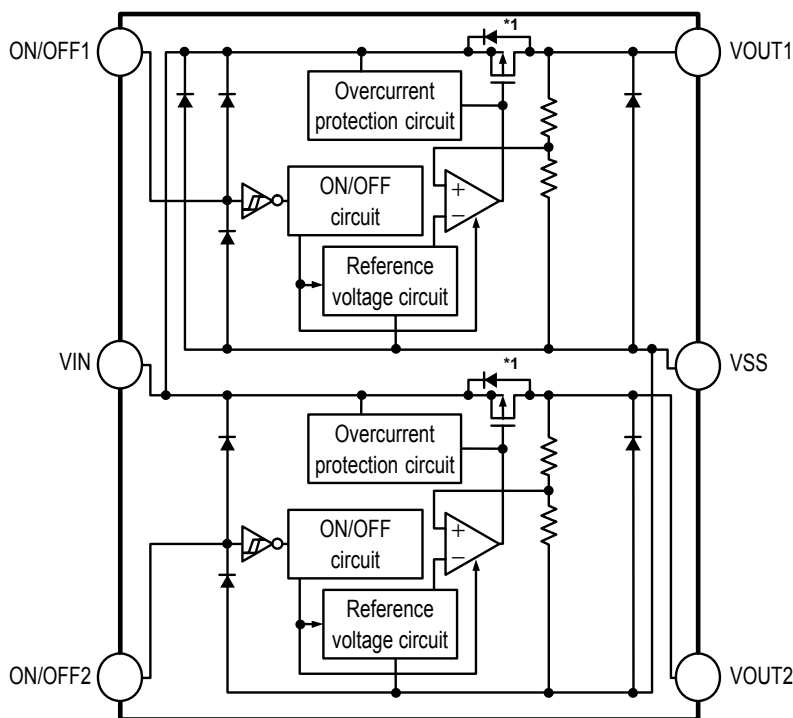 ON/OFF1
*1
VOUT1
Overcurrent
protection circuit
ON/OFF
circuit
+
−
Reference
voltage circuit
VIN
VSS
*1
Overcurrent
protection circuit
ON/OFF
circuit
+
−
Reference
voltage circuit
ON/OFF2
VOUT2